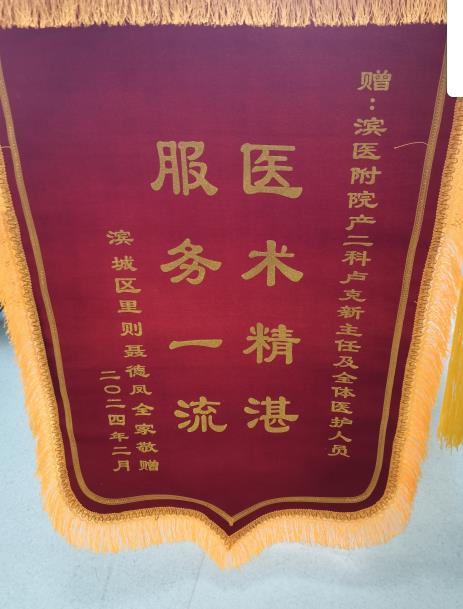 赠：滨医附院产二科卢克新主任及全体医护人员
医术精湛
服务一流
滨城区里则聂德凤全家敬赠
二〇二四年二月